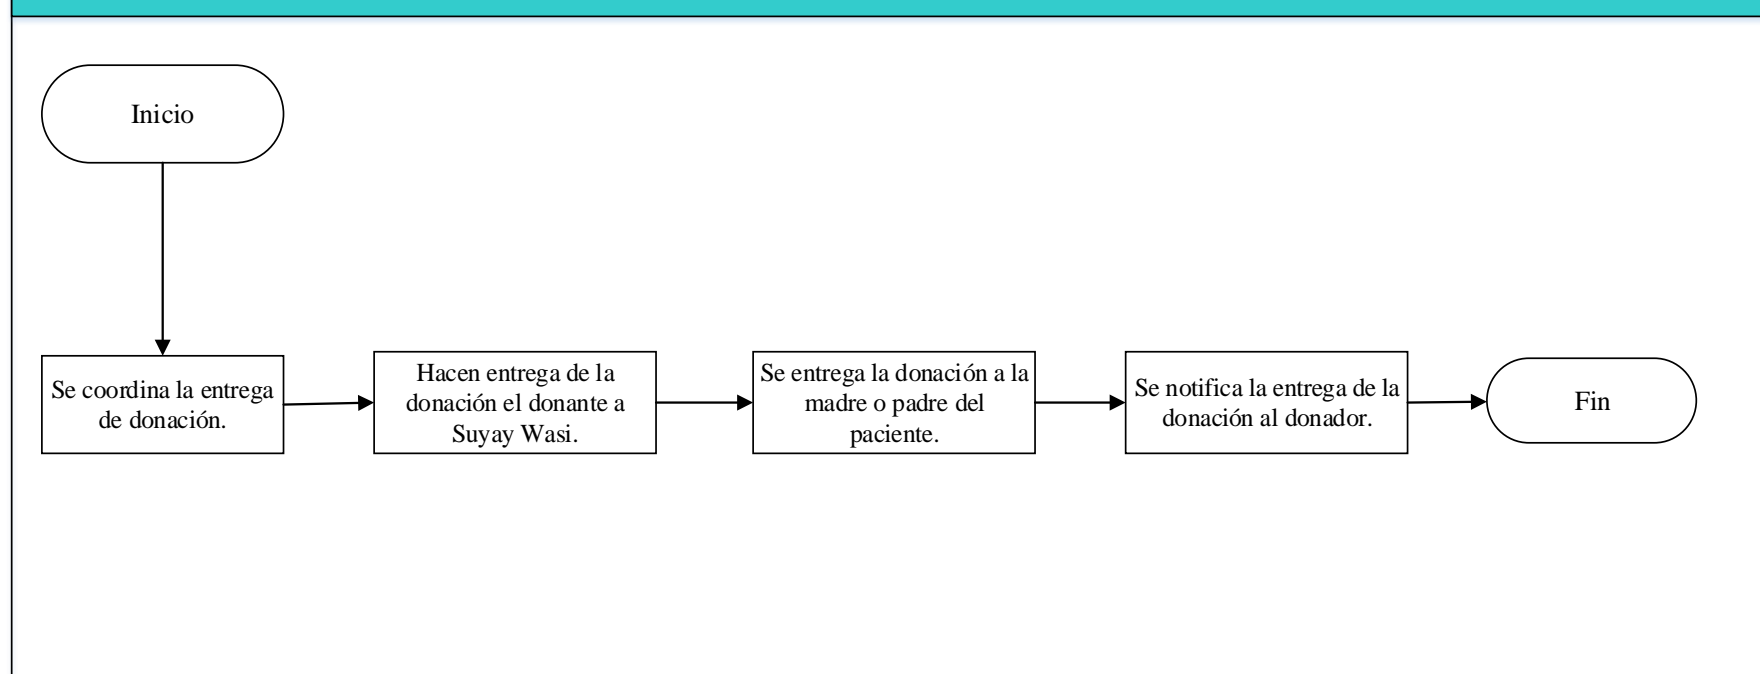 Inicio
Se coordina la entrega
de donación.
Hacen entrega de la
donación el donante a
Suyay Wasi.
Se entrega la donación a la
madre o padre del
paciente.
Se notifica la entrega de la
donación al donador.
Fin